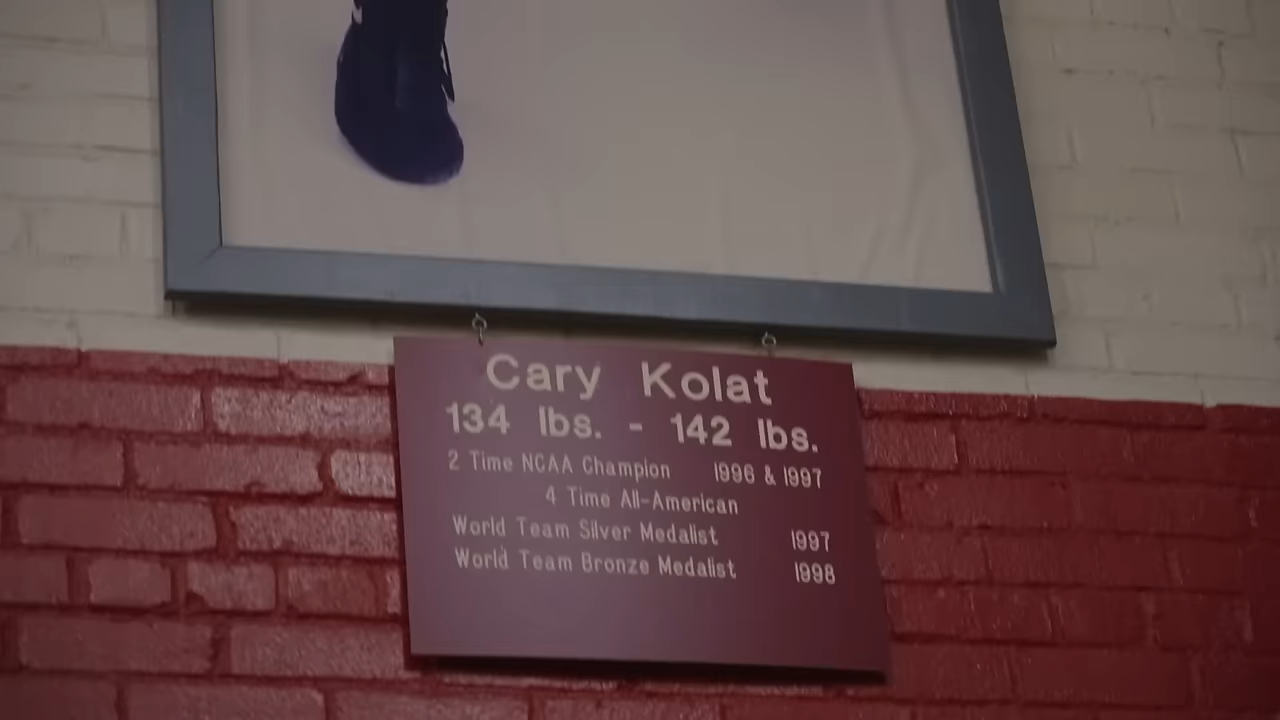 Cary Kolat
134 lbs. - 142 lbs.
2 Time NCAA Champion 1996 & 1997
4 Time All-American
World Team Silver Medalist 1997
World Team Bronze Medalist 1998